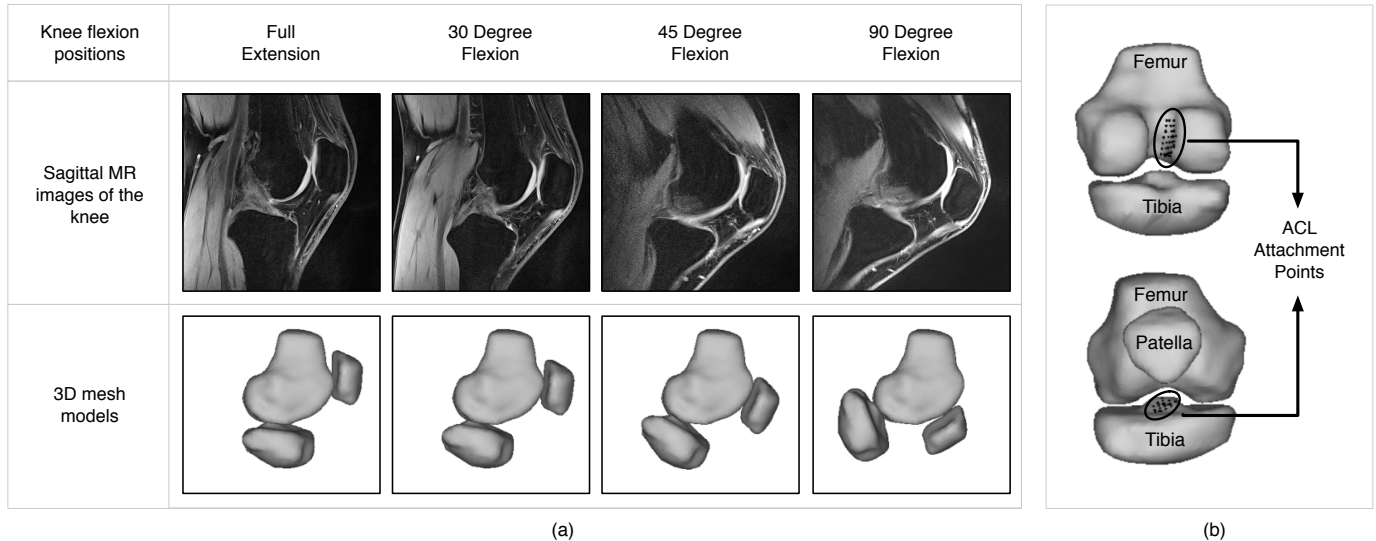 Knee flexion
positions
Full
Extension
30 Degree
Flexion
45 Degree
Flexion
90 Degree
Flexion
Sagittal MR
images of the
knee
3D mesh
models
(a)
Femur
Tibia
ACL
Attachment
Points
Femur
Patella
Tibia
(b)